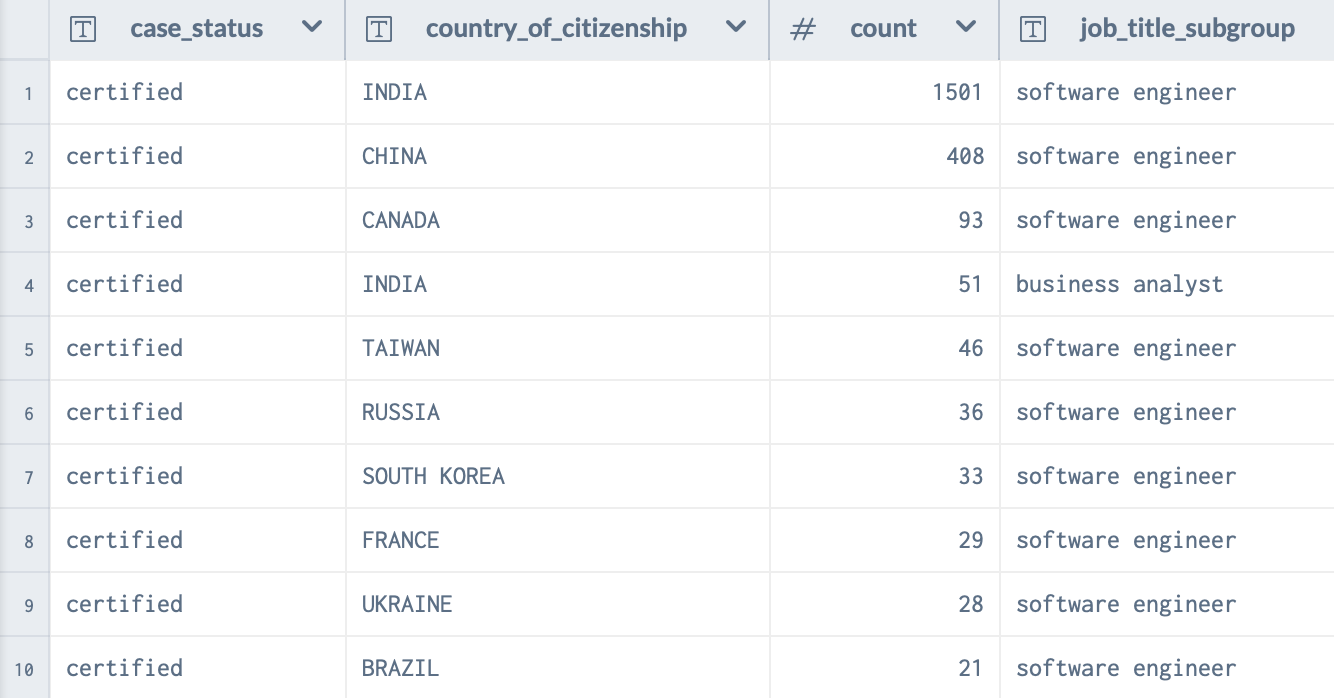 case_status country_of_citizenship # count job_title_subgroup
1 certified INDIA 1501 software engineer
2 certified CHINA 408 software engineer
3 certified CANADA 93 software engineer
4 certified INDIA 51 business analyst
5 certified TAIWAN 46 software engineer
6 certified RUSSIA 36 software engineer
7 certified SOUTH KOREA 33 software engineer
8 certified FRANCE 29 software engineer
9 certified UKRAINE 28 software engineer
10 certified BRAZIL 21 software engineer